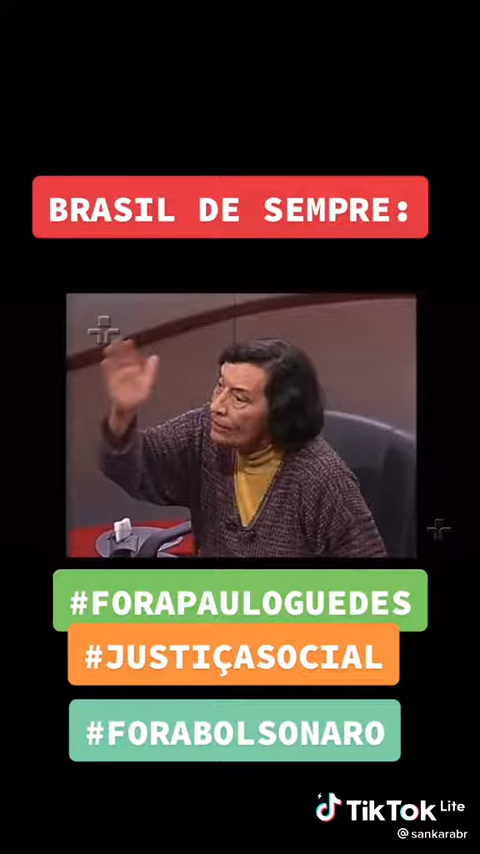 BRASIL DE SEMPRE:
#FORAPAULOGUEDES
#JUSTIÇASOCIAL
#FORABOLSONARO
TikTok Lite
@sankarabr